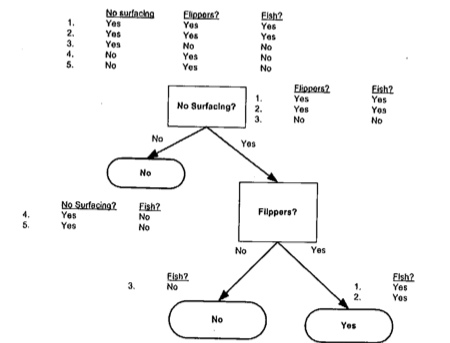 No surfacing Flippers? Fish?
1. Yes Yes Yes
2. Yes Yes Yes
3. Yes No No
4. No Yes No
5. No Yes No
Flippers? Fish?
1. Yes Yes
2. Yes Yes
3. No No
No Surfacing?
No Yes
No
No Surfacing? Fish?
4. Yes No
5. Yes No
Flippers?
No Yes
Fish?
3. No
Fish?
1. Yes
2. Yes
No
Yes